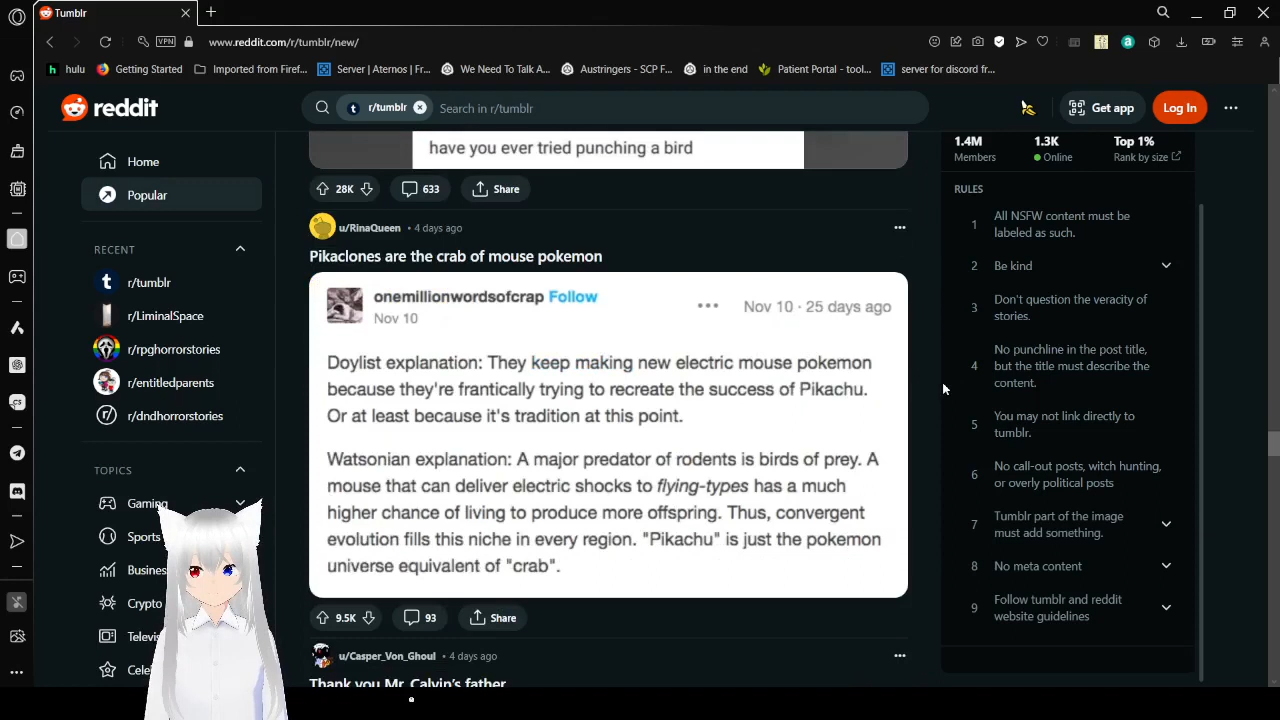 Tumblr
VPN
www.reddit.com/r/tumblr/new/
hulu
Getting Started
Imported from Firef...
Server | Aternos | Fr...
We Need To Talk A...
Austringers - SCP F...
in the end
Patient Portal - tool...
server for discord fr...
reddit
r/tumblr
Search in r/tumblr
Get app
Log In
Home
Popular
RECENT
r/tumblr
r/LiminalSpace
r/rpghorrorstories
r/entitledparents
r/dndhorrorstories
TOPICS
Gaming
Sports
Busines
Crypto
Televi
Cele
have you ever tried punching a bird
28K
633
Share
u/RinaQueen • 4 days ago
Pikaclones are the crab of mouse pokemon
onemillionwordsofcrap Follow
Nov 10
Nov 10 · 25 days ago
Doylist explanation: They keep making new electric mouse pokemon
because they're frantically trying to recreate the success of Pikachu.
Or at least because it's tradition at this point.
Watsonian explanation: A major predator of rodents is birds of prey. A
mouse that can deliver electric shocks to flying-types has a much
higher chance of living to produce more offspring. Thus, convergent
evolution fills this niche in every region. "Pikachu" is just the pokemon
universe equivalent of "crab".
9.5K
93
Share
u/Casper_Von_Ghoul • 4 days ago
Thank you Mr. Calvin's father
1.4M
Members
1.3K
Online
Top 1%
Rank by size
RULES
1 All NSFW content must be
labeled as such.
2 Be kind
3 Don't question the veracity of
stories.
4 No punchline in the post title,
but the title must describe the
content.
5 You may not link directly to
tumblr.
6 No call-out posts, witch hunting,
or overly political posts
7 Tumblr part of the image
must add something.
8 No meta content
9 Follow tumblr and reddit
website guidelines